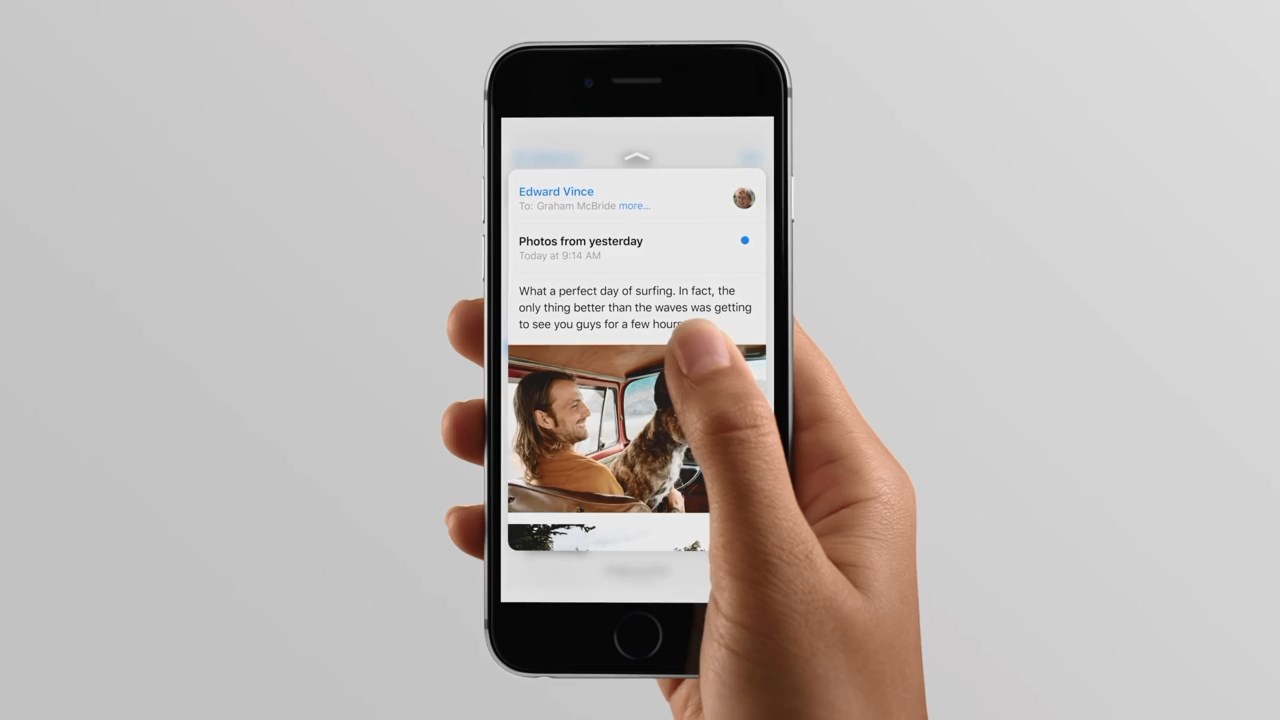 Edward Vince
To: Graham McBride more...
Photos from yesterday
Today at 9:14 AM
What a perfect day of surfing. In fact, the
only thing better than the waves was getting
to see you guys for a few hours